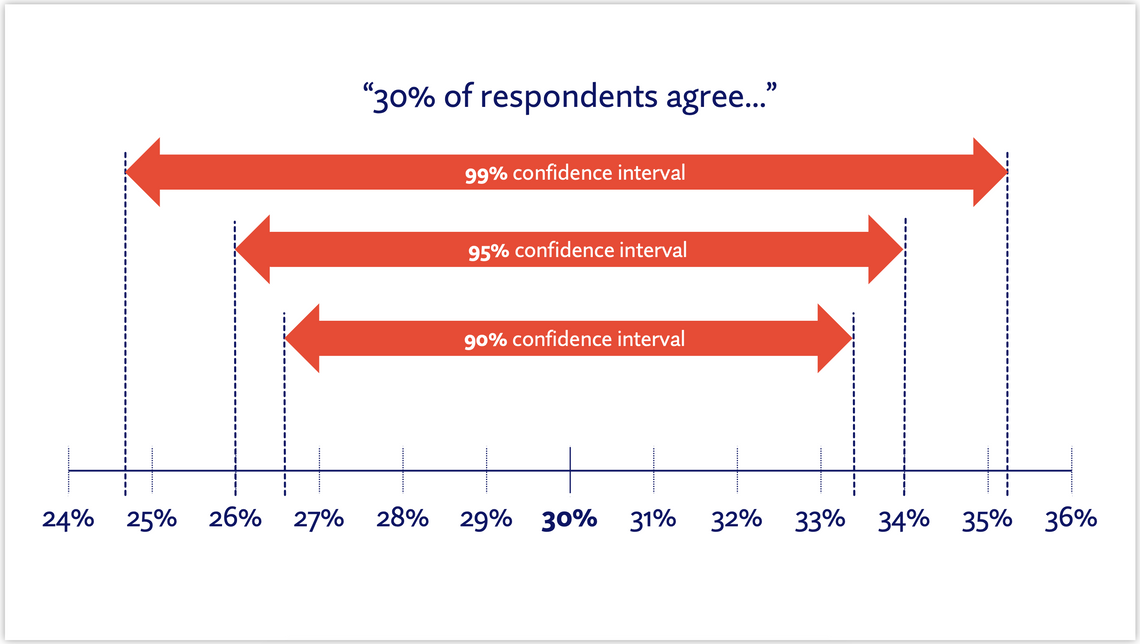 “30% of respondents agree...”
99% confidence interval
95% confidence interval
90% confidence interval
24% 25% 26% 27% 28% 29% 30% 31% 32% 33% 34% 35% 36%